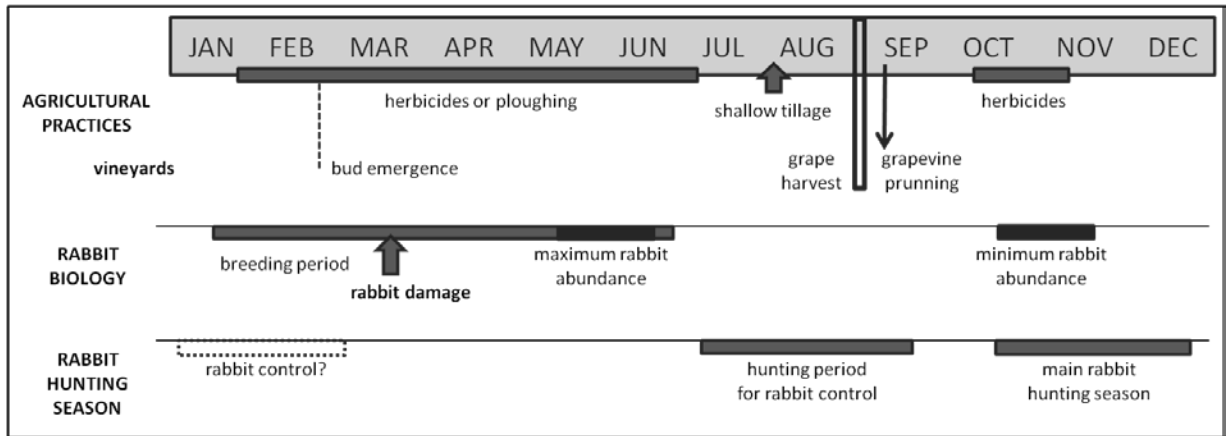 JAN FEB MAR APR MAY JUN JUL AUG SEP OCT NOV DEC
AGRICULTURAL
PRACTICES
herbicides or ploughing
shallow tillage
herbicides
vineyards
bud emergence
grape
harvest
grapevine
prunning
RABBIT
BIOLOGY
breeding period
rabbit damage
maximum rabbit
abundance
minimum rabbit
abundance
RABBIT
HUNTING
SEASON
rabbit control?
hunting period
for rabbit control
main rabbit
hunting season